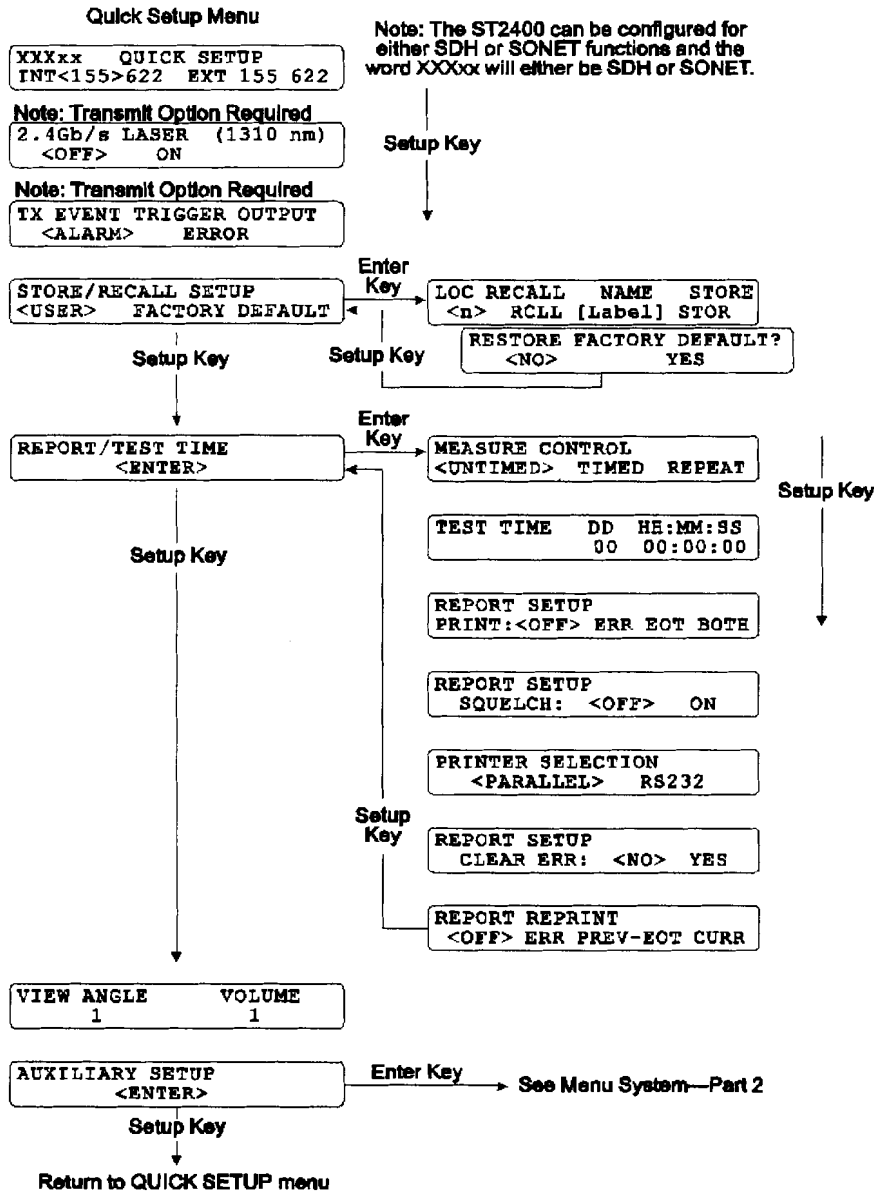 Quick Setup Menu
Note: The ST2400 can be configured for
either SDH or SONET functions and the
word XXXxx will either be SDH or SONET.
XXXxx QUICK SETUP
INT<155>622 EXT 155 622
Note: Transmit Option Required
2.4Gb/s LASER (1310 nm)
<OFF> ON
Setup Key
Note: Transmit Option Required
TX EVENT TRIGGER OUTPUT
<ALARM> ERROR
STORE/RECALL SETUP
<USER> FACTORY DEFAULT
Enter
Key
LOC RECALL NAME STORE
<n> RCLL [Label] STOR
RESTORE FACTORY DEFAULT?
<NO> YES
Setup Key
Setup Key
REPORT/TEST TIME
<ENTER>
Enter
Key
MEASURE CONTROL
<UNTIMED> TIMED REPEAT
Setup Key
TEST TIME DD HH:MM:SS
00 00:00:00
Setup Key
REPORT SETUP
PRINT:<OFF> ERR EOT BOTH
REPORT SETUP
SQUELCH: <OFF> ON
PRINTER SELECTION
<PARALLEL> RS232
Setup
Key
REPORT SETUP
CLEAR ERR: <NO> YES
REPORT REPRINT
<OFF> ERR PREV-EOT CURR
VIEW ANGLE VOLUME
1 1
AUXILIARY SETUP
<ENTER>
Enter Key
See Menu System—Part 2
Setup Key
Return to QUICK SETUP menu